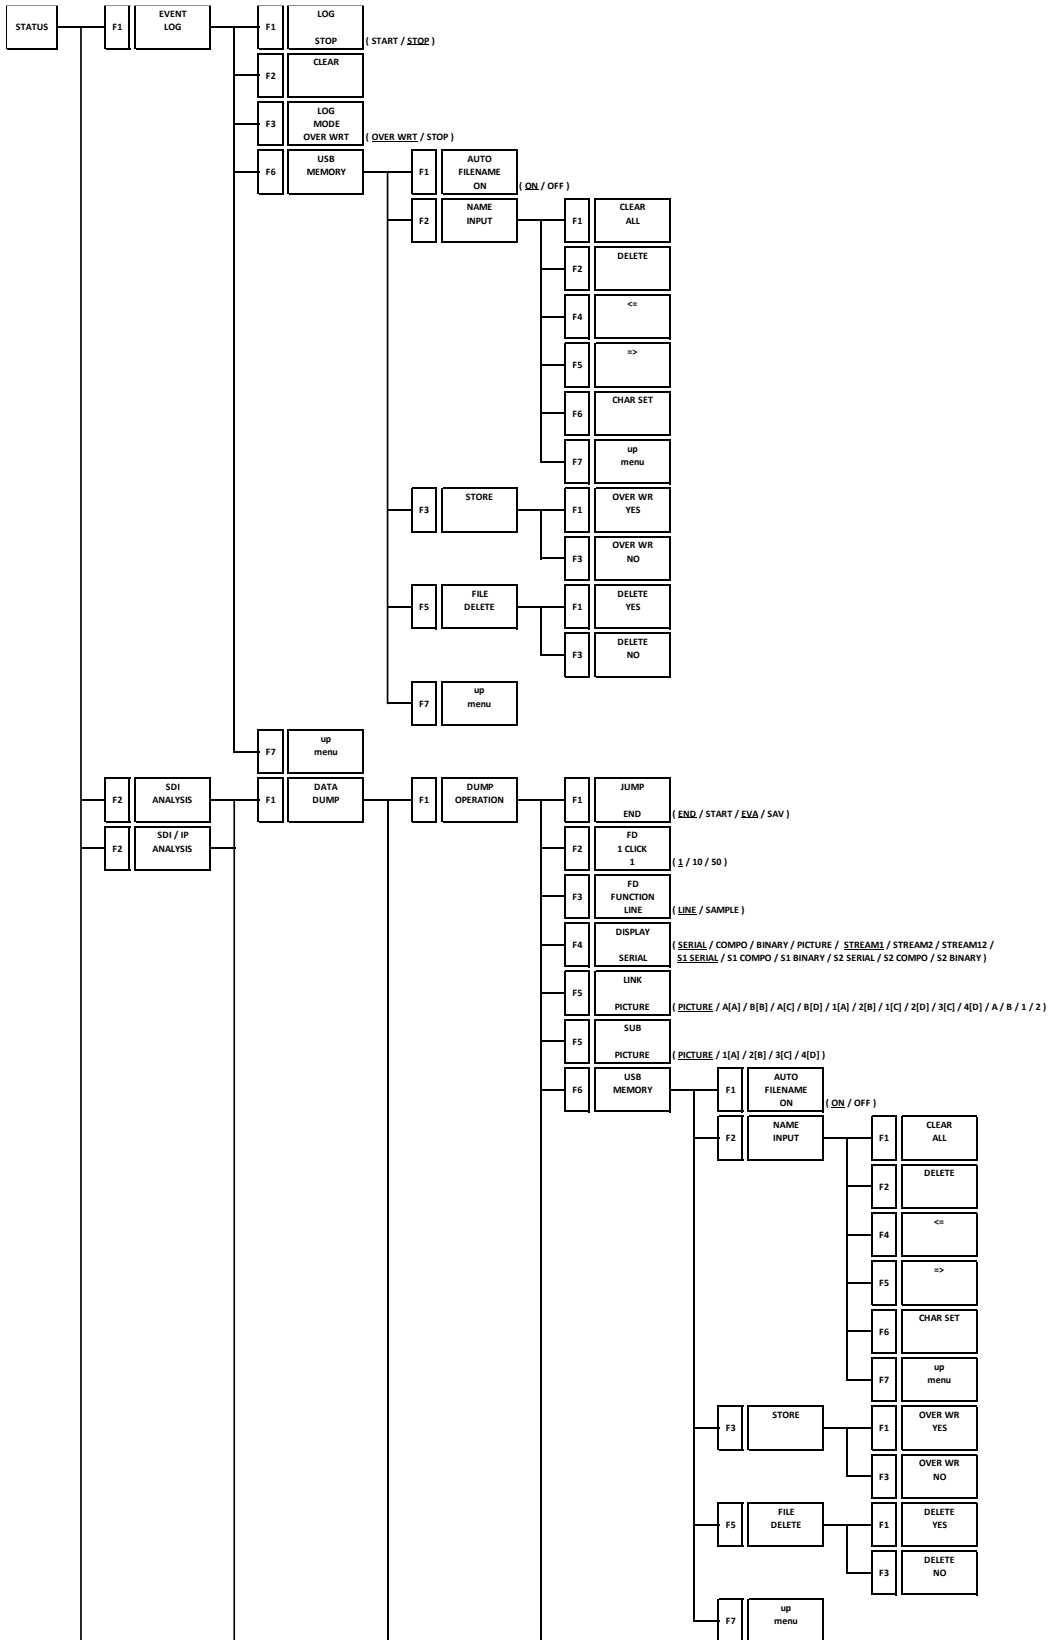 STATUS
F1
EVENT
LOG
F1
LOG
STOP
( START / STOP )
F2
CLEAR
F3
LOG
MODE
OVER WRT
( OVER WRT / STOP )
F6
USB
MEMORY
F1
AUTO
FILENAME
ON
( ON / OFF )
F2
NAME
INPUT
F1
CLEAR
ALL
F2
DELETE
F4
<=
F5
=>
F6
CHAR SET
F7
up
menu
F3
STORE
F1
OVER WR
YES
F3
OVER WR
NO
F5
FILE
DELETE
F1
DELETE
YES
F3
DELETE
NO
F7
up
menu
F7
up
menu
F2
SDI
ANALYSIS
F1
DATA
DUMP
F1
DUMP
OPERATION
F1
JUMP
END
( END / START / EVA / SAV )
F2
SDI / IP
ANALYSIS
F2
FD
1 CLICK
1
( 1 / 10 / 50 )
F3
FD
FUNCTION
LINE
( LINE / SAMPLE )
F4
DISPLAY
SERIAL
( SERIAL / COMPO / BINARY / PICTURE / STREAM1 / STREAM2 / STREAM12 /
S1 SERIAL / S1 COMPO / S1 BINARY / S2 SERIAL / S2 COMPO / S2 BINARY )
F5
LINK
PICTURE
( PICTURE / A[A] / B[B] / A[C] / B[D] / 1[A] / 2[B] / 1[C] / 2[D] / 3[C] / 4[D] / A / B / 1 / 2 )
F5
SUB
PICTURE
( PICTURE / 1[A] / 2[B] / 3[C] / 4[D] )
F6
USB
MEMORY
F1
AUTO
FILENAME
ON
( ON / OFF )
F2
NAME
INPUT
F1
CLEAR
ALL
F2
DELETE
F4
<=
F5
=>
F6
CHAR SET
F7
up
menu
F3
STORE
F1
OVER WR
YES
F3
OVER WR
NO
F5
FILE
DELETE
F1
DELETE
YES
F3
DELETE
NO
F7
up
menu